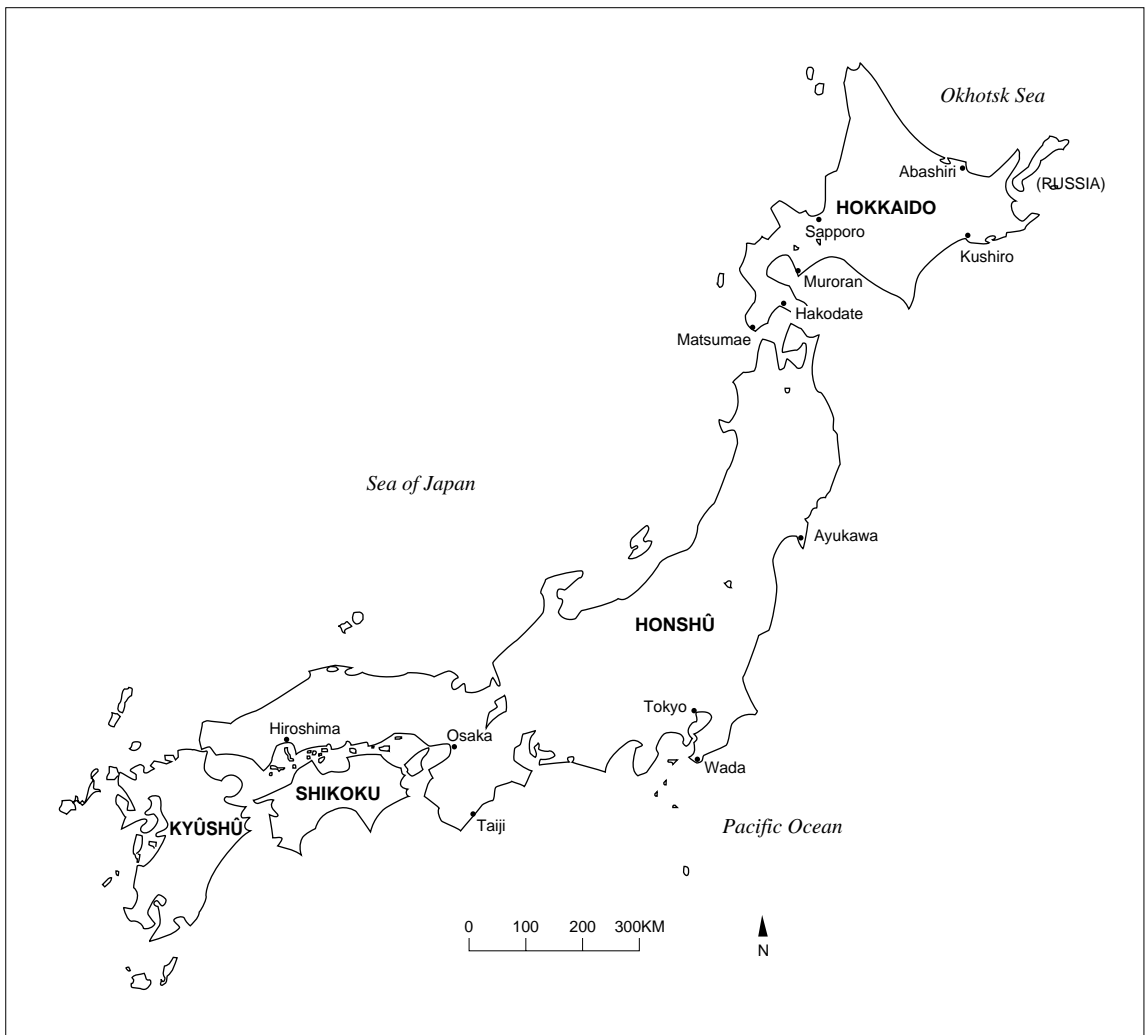 Okhotsk Sea
Abashiri
(RUSSIA)
HOKKAIDO
Sapporo
Kushiro
Muroran
Hakodate
Matsumae
Sea of Japan
Ayukawa
HONSHÛ
Tokyo
Hiroshima
Osaka
Wada
SHIKOKU
Taiji
KYÛSHÛ
Pacific Ocean
0 100 200 300KM
N